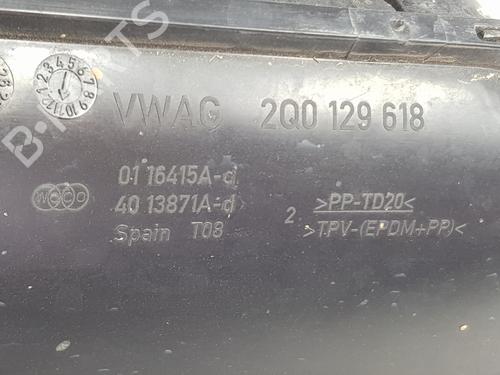 VWAG 2Q0 129 618
01 16415A-d
40 13871A-d
Spain T08
2 >PP-TD20<
>TPV-(EPDM+PP)<